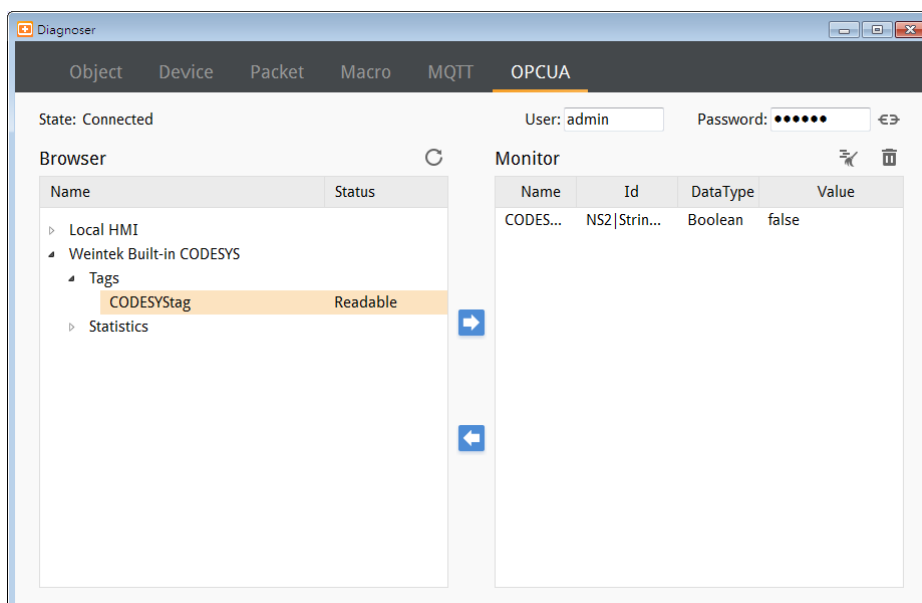 Diagnoser
Object Device Packet Macro MQTT OPCUA
State: Connected User: admin Password: ●●●●●●
Browser Monitor
Name Status Name Id DataType Value
Local HMI CODES... NS2|Strin... Boolean false
Weintek Built-in CODESYS
Tags
CODESYStag Readable
Statistics